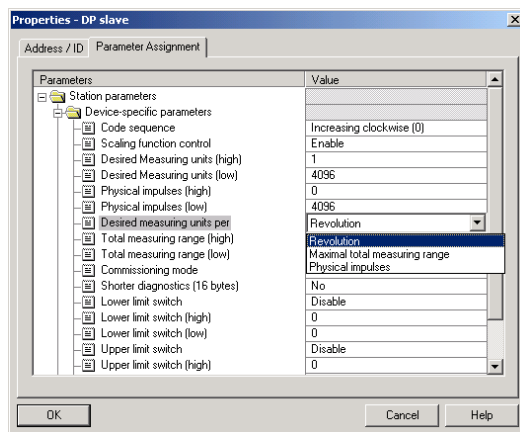 Properties - DP slave
Address / ID Parameter Assignment
Parameters Value
Station parameters
Device-specific parameters
Code sequence Increasing clockwise (0)
Scaling function control Enable
Desired Measuring units (high) 1
Desired Measuring units (low) 4096
Physical impulses (high) 0
Physical impulses (low) 4096
Desired measuring units per Revolution
Total measuring range (high) Revolution
Total measuring range (low) Maximal total measuring range
Commissioning mode Physical impulses
Shorter diagnostics (16 bytes) No
Lower limit switch Disable
Lower limit switch (high) 0
Lower limit switch (low) 0
Upper limit switch Disable
Upper limit switch (high) 0
OK Cancel Help